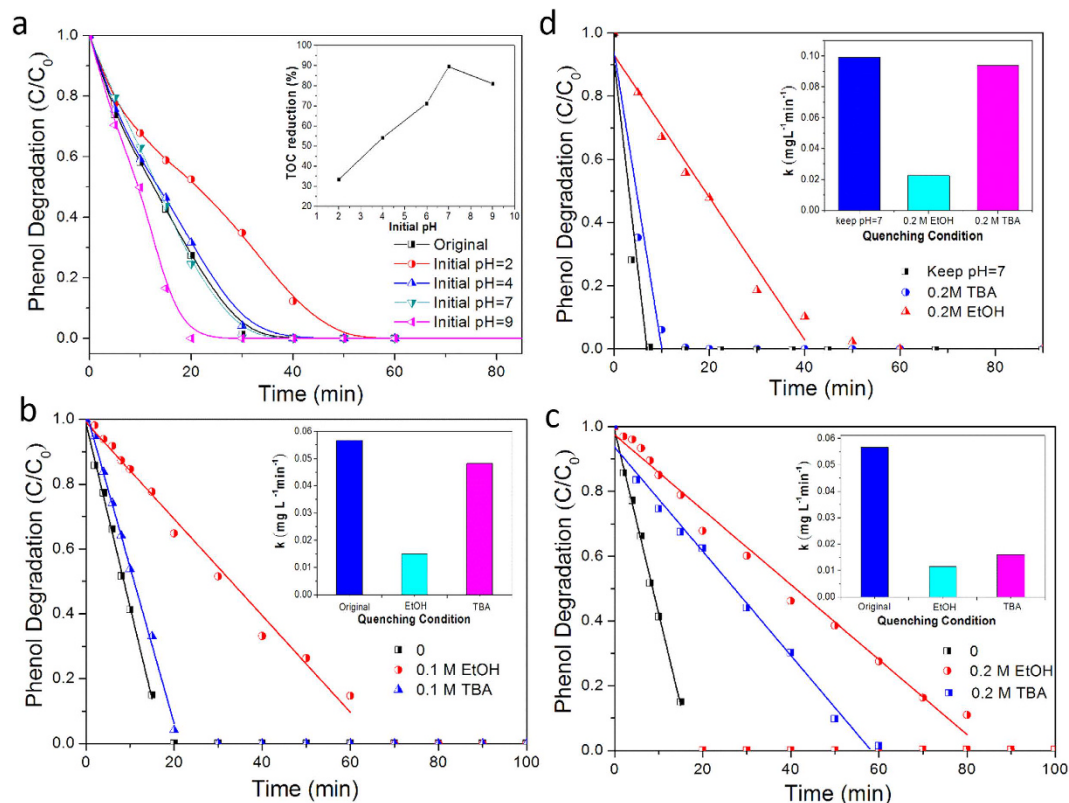 a
Phenol Degradation (C/C0)
1.0
0.8
0.6
0.4
0.2
0.0
0 20 40 60 80
Time (min)
TOC reduction (%)
100
90
80
70
60
50
40
30
20
1 2 3 4 5 6 7 8 9 10
Initial pH
Original
Initial pH=2
Initial pH=4
Initial pH=7
Initial pH=9
d
Phenol Degradation (C/C0)
1.0
0.8
0.6
0.4
0.2
0.0
0 20 40 60 80
Time (min)
k (mgL-1min-1)
0.10
0.08
0.06
0.04
0.02
0.00
keep pH=7 0.2 M EtOH 0.2 M TBA
Quenching Condition
Keep pH=7
0.2M TBA
0.2M EtOH
b
Phenol Degradation (C/C0)
1.0
0.8
0.6
0.4
0.2
0.0
0 20 40 60 80 100
Time (min)
k (mg L-1min-1)
0.06
0.05
0.04
0.03
0.02
0.01
0.00
Original EtOH TBA
Quenching Condition
0
0.1 M EtOH
0.1 M TBA
c
Phenol Degradation (C/C0)
1.0
0.8
0.6
0.4
0.2
0.0
0 20 40 60 80 100
Time (min)
k (mg L-1min-1)
0.06
0.05
0.04
0.03
0.02
0.01
0.00
Original EtOH TBA
Quenching Condition
0
0.2 M EtOH
0.2 M TBA